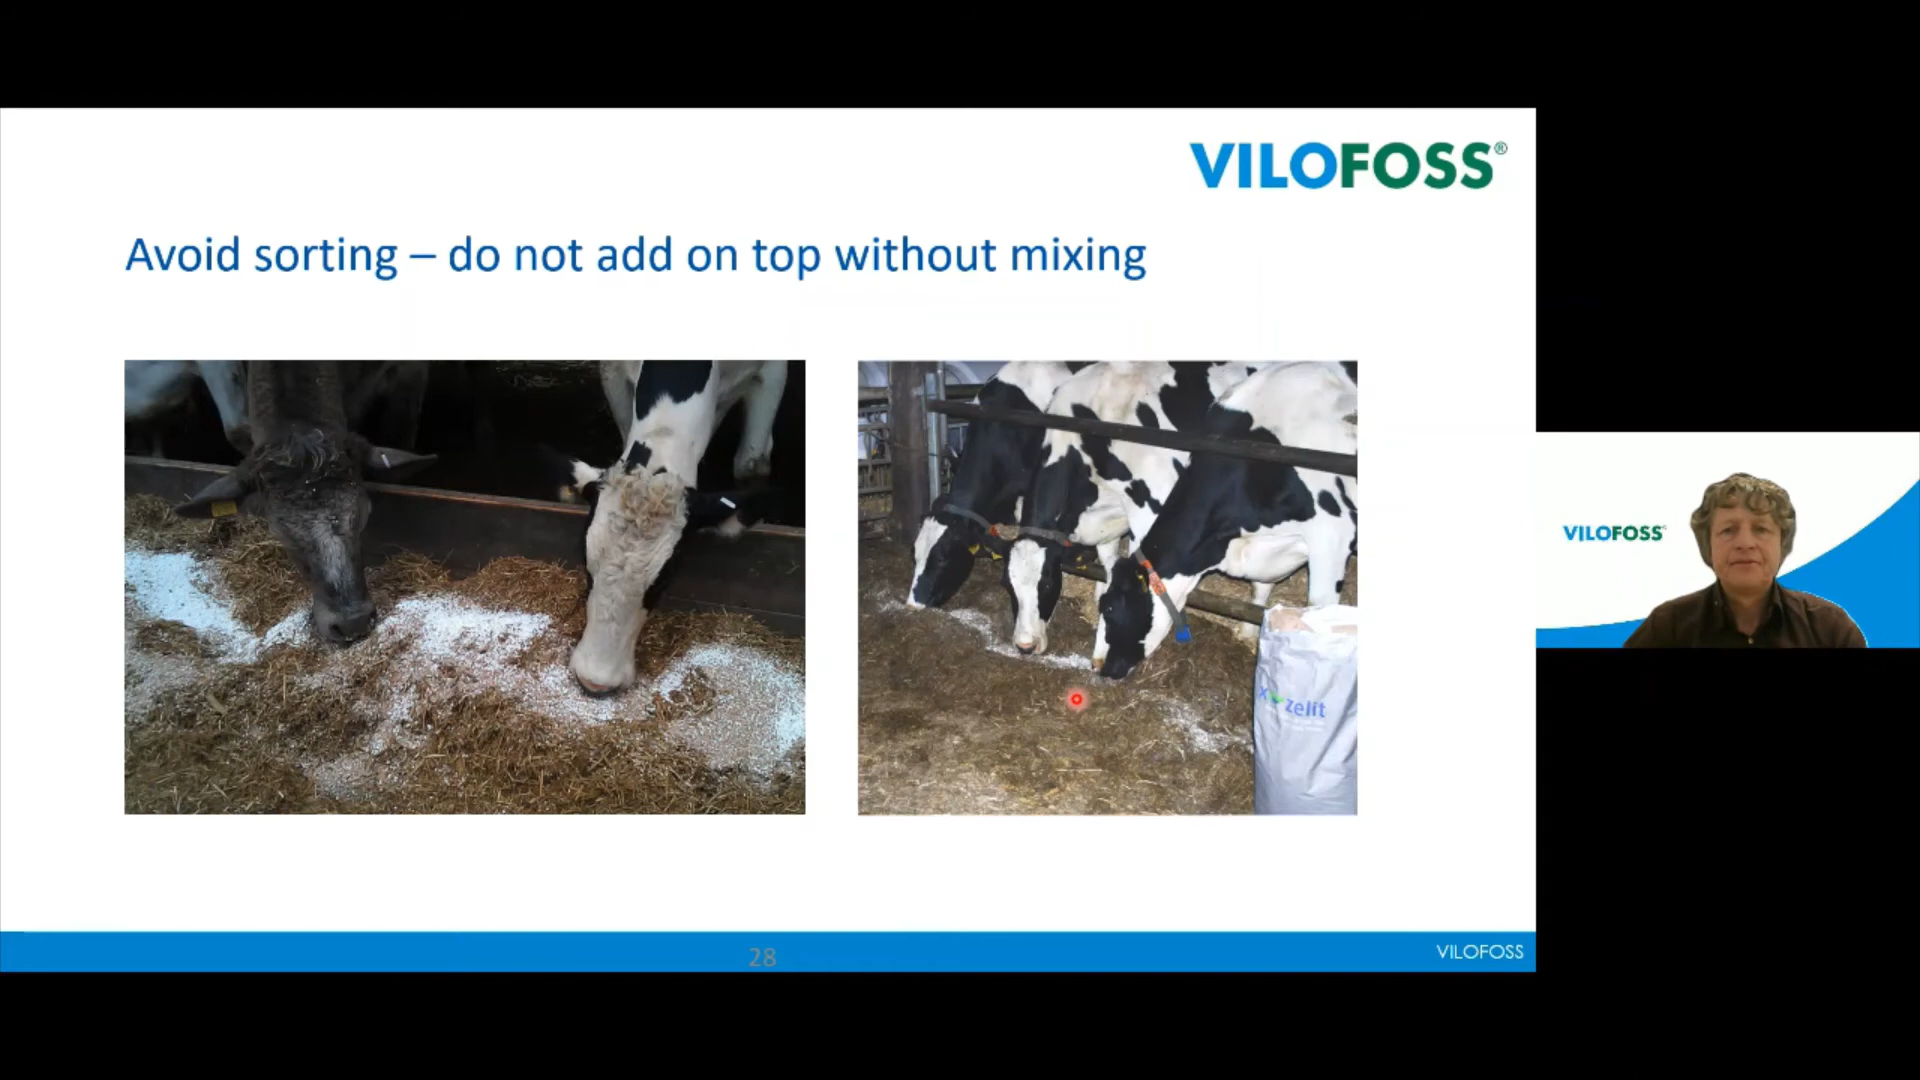 VILOFOSS®
Avoid sorting – do not add on top without mixing
VILOFOSS
zelit
28
VILOFOSS